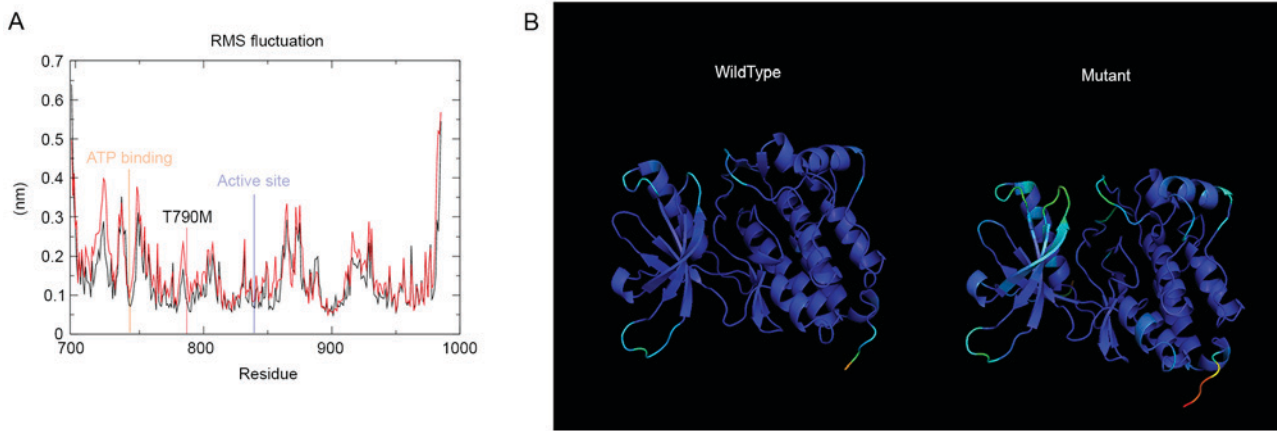 A
RMS fluctuation
0.7
0.6
0.5
0.4
0.3
0.2
0.1
0
(nm)
ATP binding
T790M
Active site
700
800
900
1000
Residue
B
WildType
Mutant